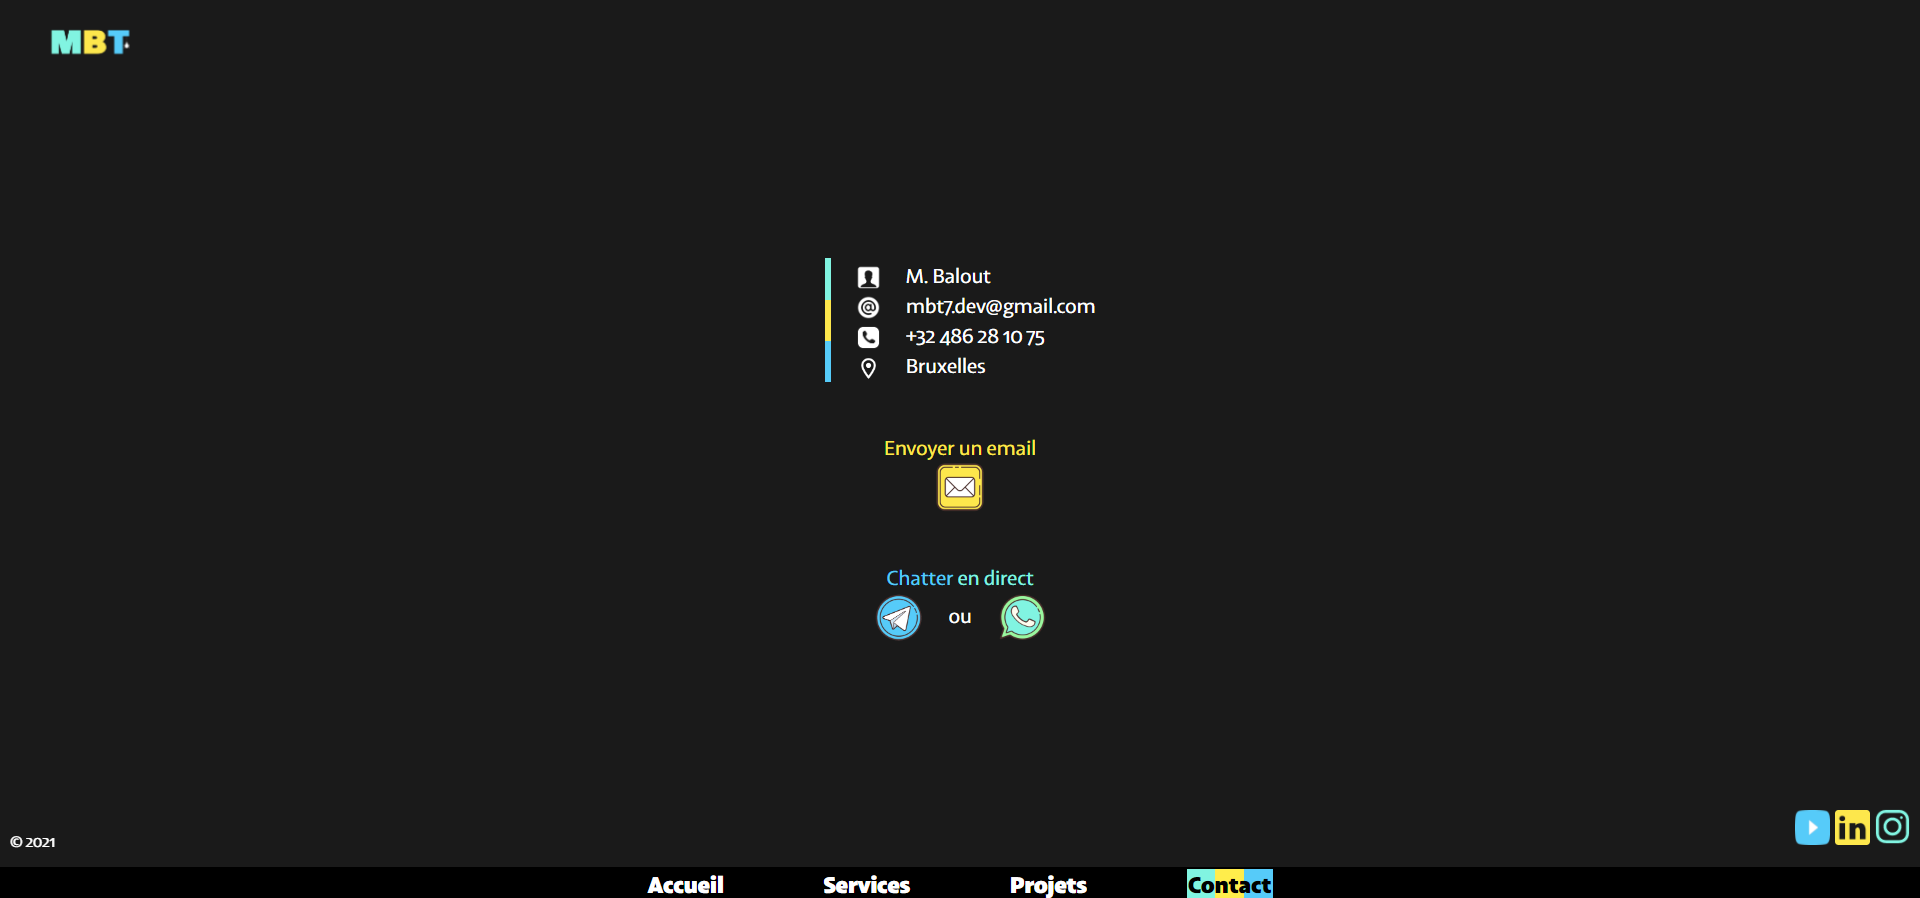 MBT
M. Balout
mbt7.dev@gmail.com
+32 486 28 10 75
Bruxelles
Envoyer un email
Chatter en direct
ou
© 2021
in
Accueil Services Projets Contact